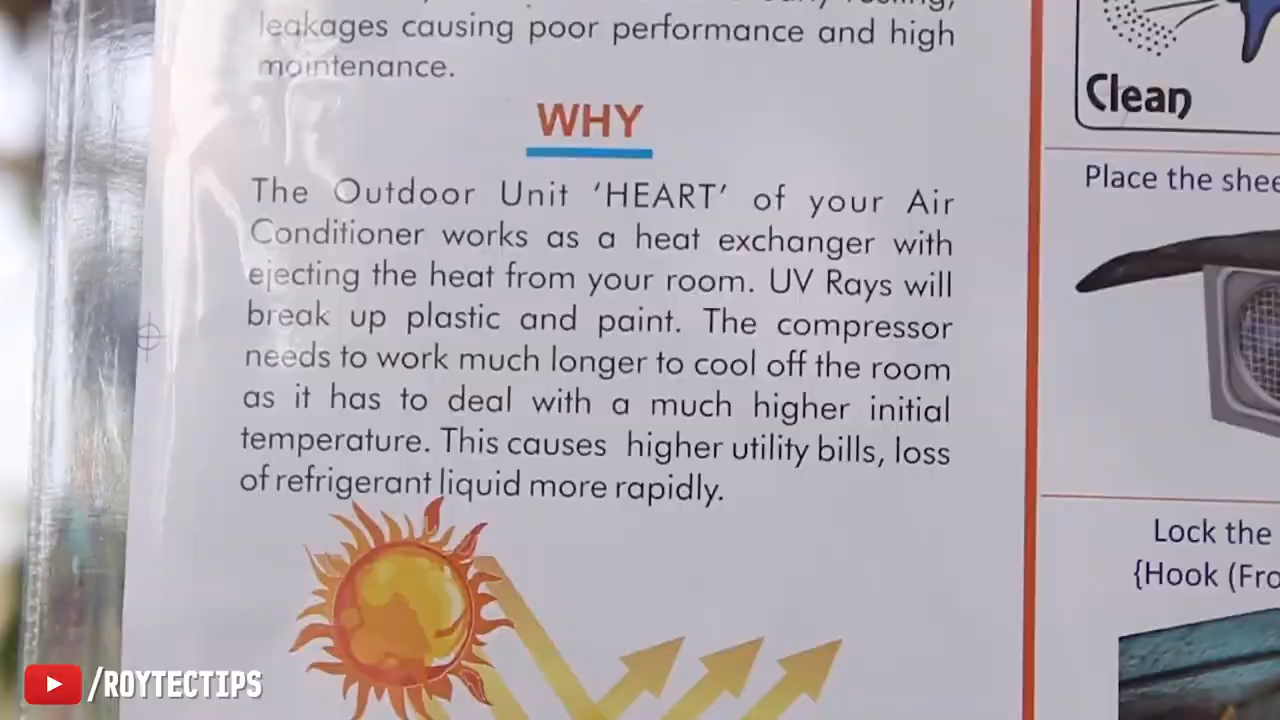 leakages causing poor performance and high
maintenance.
WHY
The Outdoor Unit ‘HEART’ of your Air
Conditioner works as a heat exchanger with
ejecting the heat from your room. UV Rays will
break up plastic and paint. The compressor
needs to work much longer to cool off the room
as it has to deal with a much higher initial
temperature. This causes higher utility bills, loss
of refrigerant liquid more rapidly.
Clean
Place the
Lock the
{Hook
/ROYTECTIPS